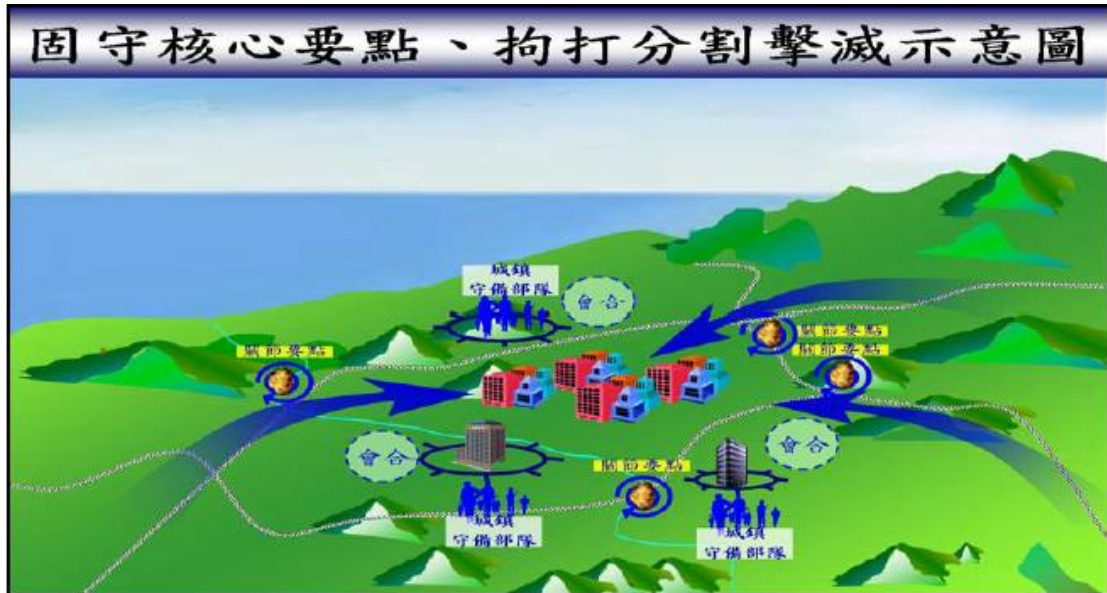 固守核心要點、拘打分割擊滅示意圖
城鎮
守備部隊
會合
關節要點
關節要點
關節要點
會合
會合
關節要點
城鎮
守備部隊
城鎮
守備部隊